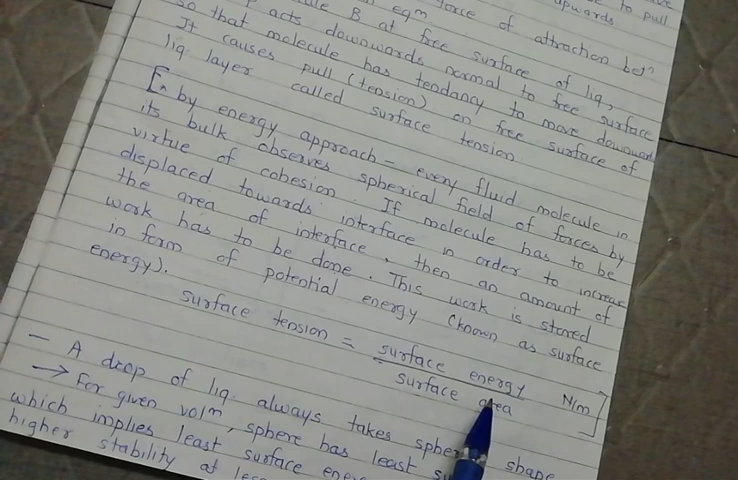 to pull
eqm force of attraction betn upwards
B at free surface of liq,
acts downwards normal to free surface
so that molecule has tendancy to move downward
It causes pull (tension) on free surface of
liq. layer called surface tension
[^ by energy approach - every fluid molecule in
its bulk observes spherical field of forces by
virtue of cohesion. If molecule has to be
displaced towards interface in order to increase
the area of interface, then an amount of
work has to be done. This work is stored
in form of potential energy (known as surface
energy).
surface tension = surface energy N/m ]
surface area
- A drop of liq. always takes shape
→ For given volm, sphere has least
which implies least surface
higher stability at